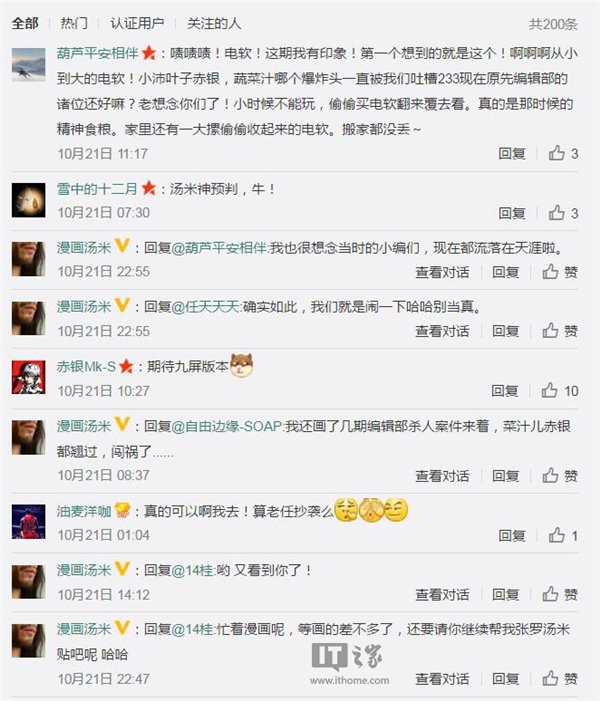 全部 热门 认证用户 关注的人 共200条
葫芦平安相伴：啧啧啧！电软！这期我有印象！第一个想到的就是这个！啊啊啊从小
到大的电软！小沛叶子赤银，蔬菜汁哪个爆炸头一直被我们吐槽233现在原先编辑部的
诸位还好嘛？老想念你们了！小时候不能玩，偷偷买电软翻来覆去看。真的是那时候的
精神食粮。家里还有一大摞偷偷收起来的电软。搬家都没丢～
10月21日 11:17 回复 3
雪中的十二月：汤米神预判，牛！
10月21日 07:30 回复 3
漫画汤米：回复@葫芦平安相伴:我也很想念当时的小编们，现在都流落在天涯啦。
10月21日 22:55 查看对话 回复 赞
漫画汤米：回复@任天天天:确实如此，我们就是闹一下哈哈别当真。
10月21日 22:55 查看对话 回复 赞
赤银Mk-S：期待九屏版本
10月21日 10:27 回复 10
漫画汤米：回复@自由边缘-SOAP:我还画了几期编辑部杀人案件来着，菜汁儿赤银
都翘过，闯祸了......
10月21日 08:37 查看对话 回复 赞
油麦洋咖：真的可以啊我去！算老任抄袭么
10月21日 01:04 回复 1
漫画汤米：回复@14桂:哟 又看到你了！
10月21日 14:12 查看对话 回复 赞
漫画汤米：回复@14桂:忙着漫画呢，等画的差不多了，还要请你继续帮我张罗汤米
贴吧呢 哈哈
10月21日 22:47 查看对话 回复 赞
IT之家
www.ithome.com